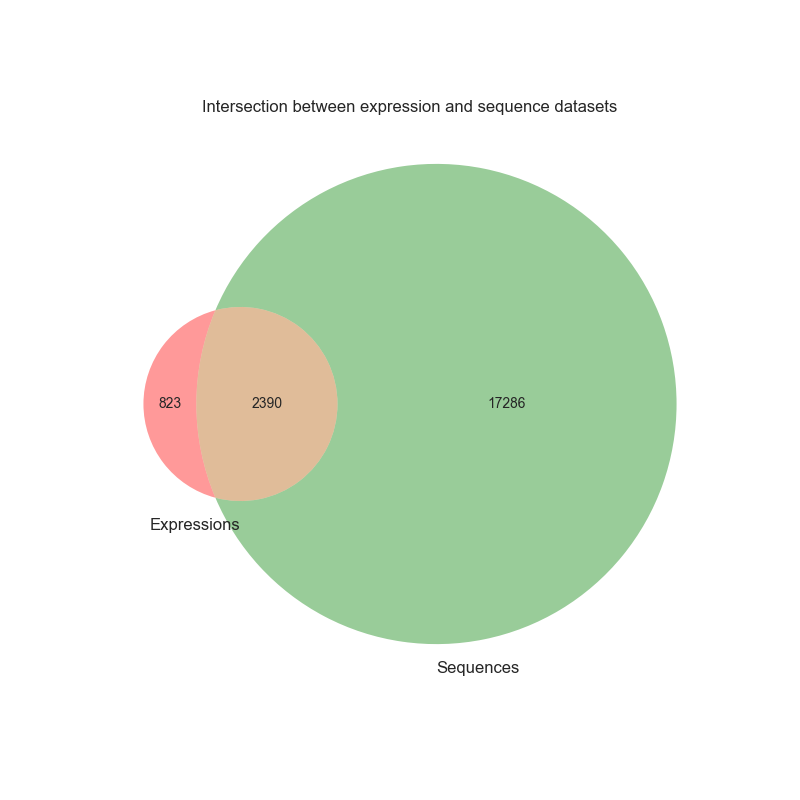 Intersection between expression and sequence datasets
823
2390
17286
Expressions
Sequences